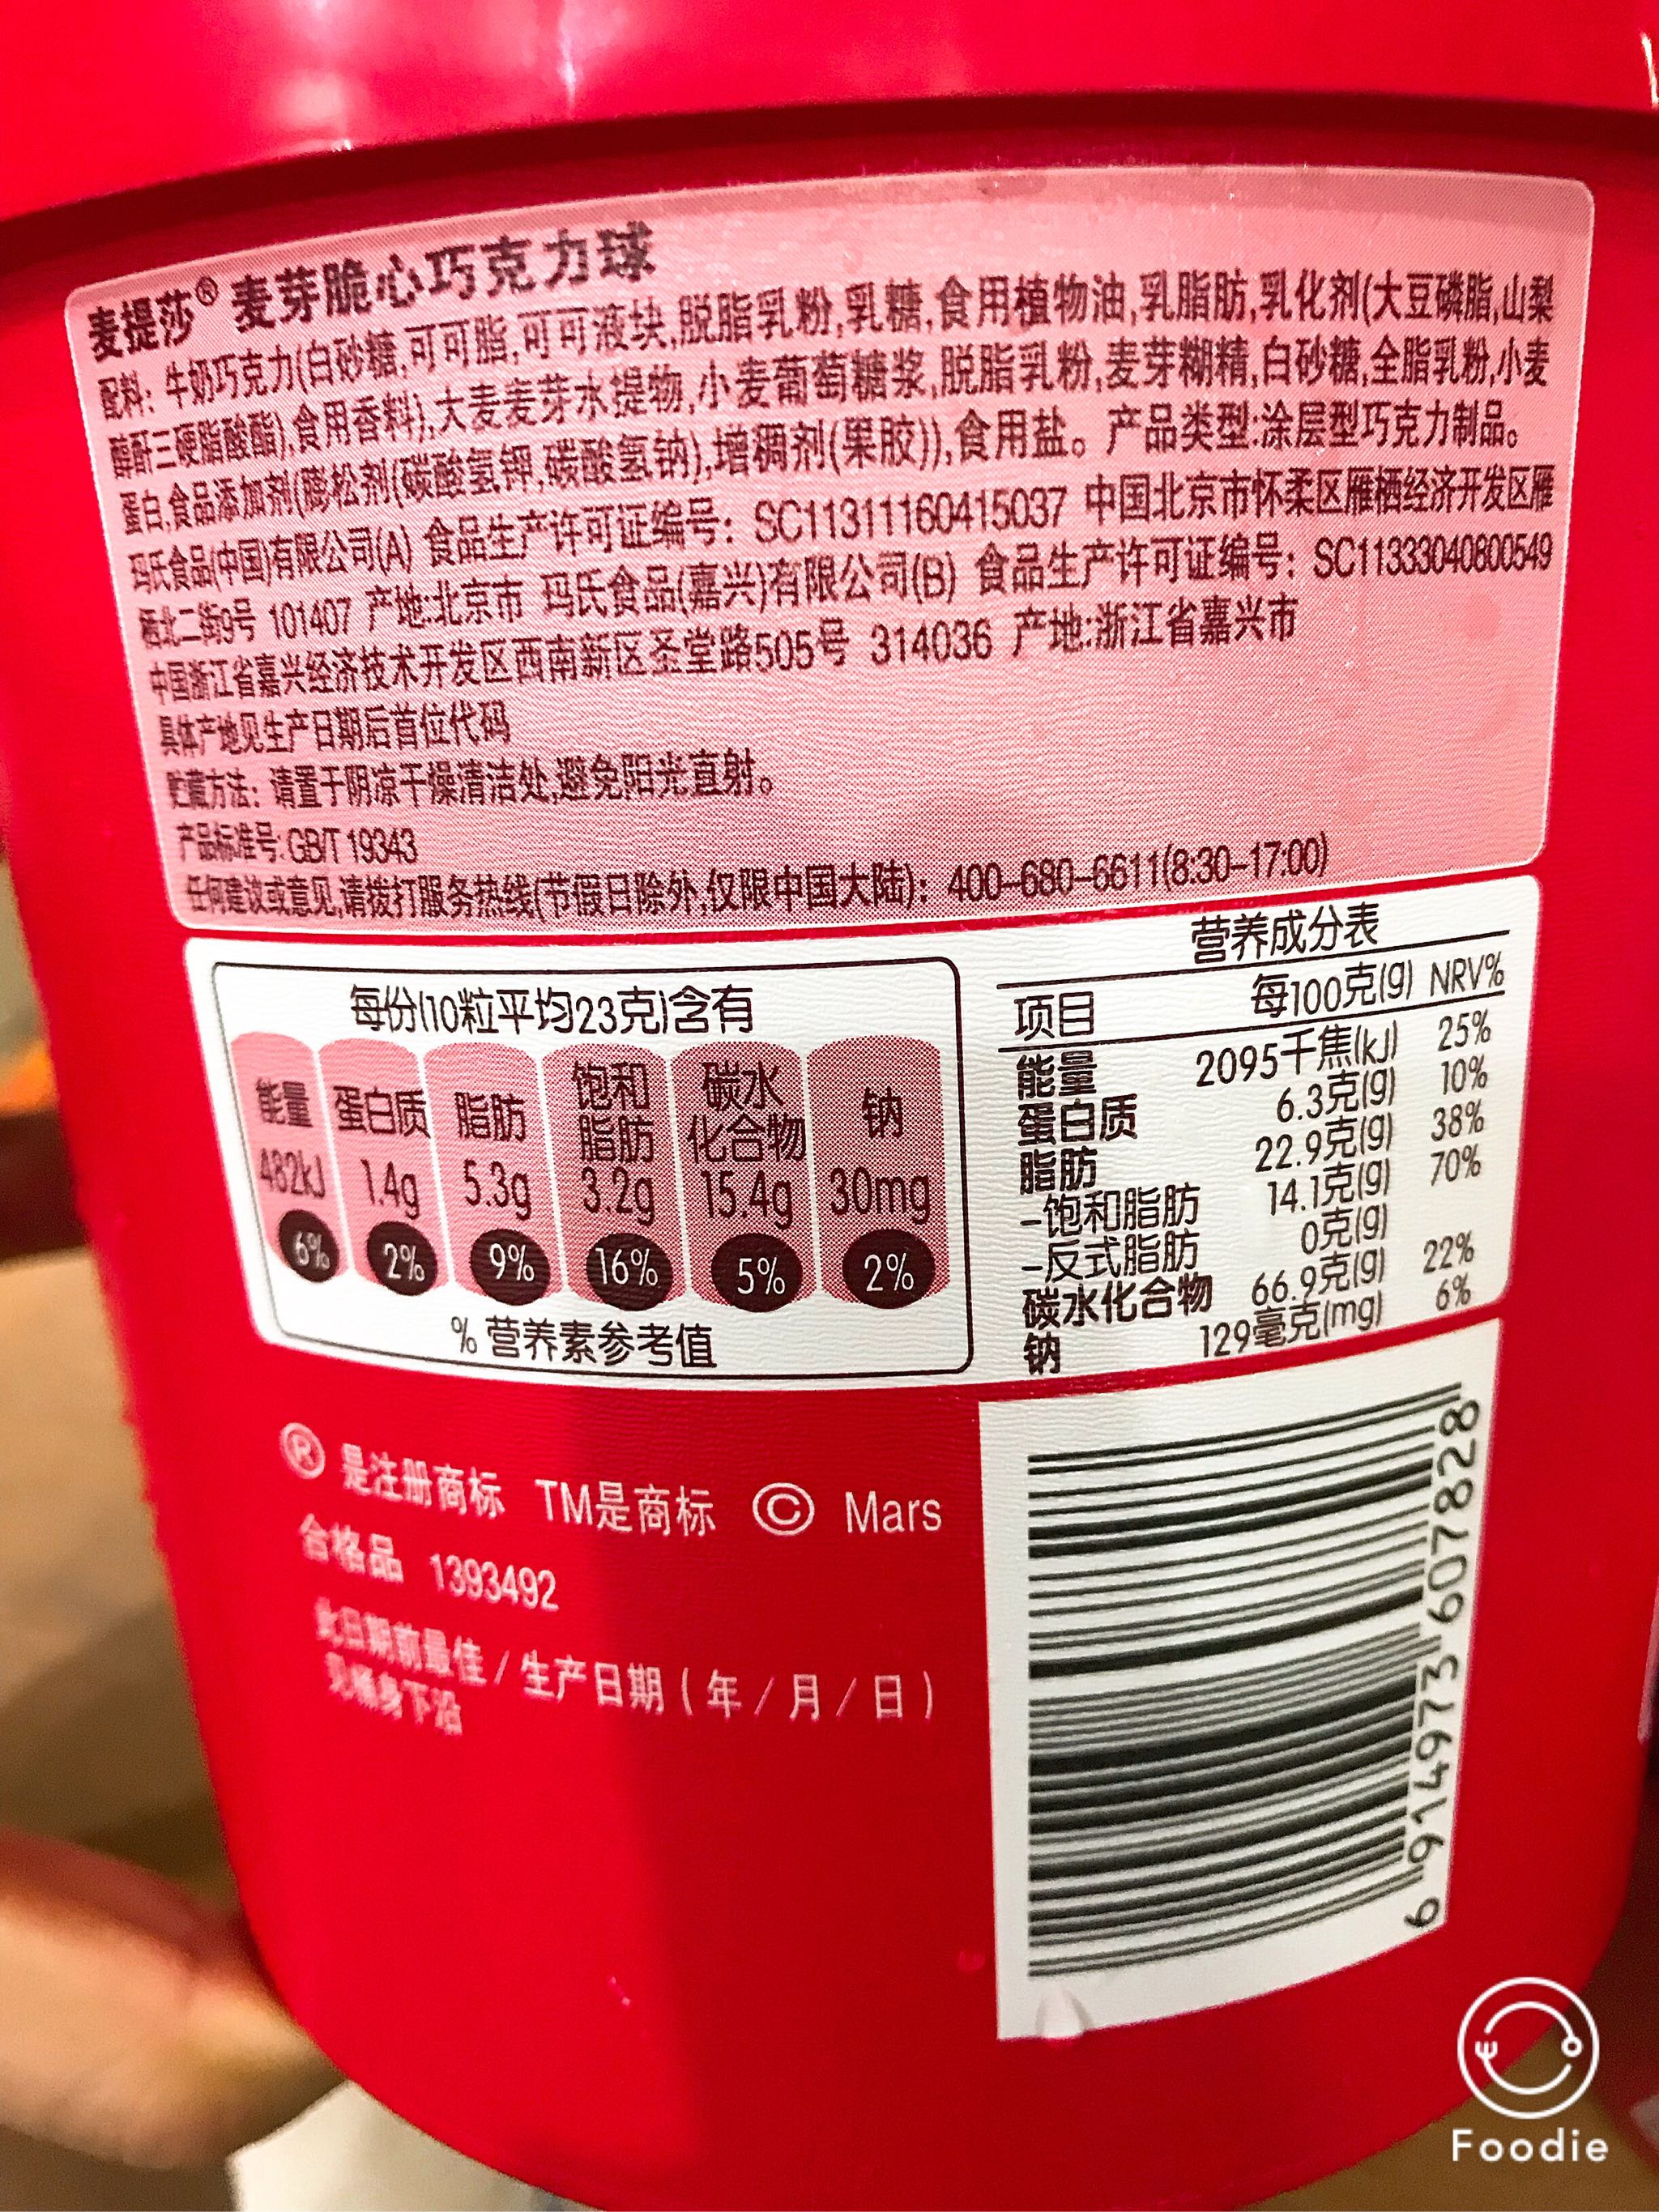 麦提莎® 麦芽脆心巧克力球
配料: 牛奶巧克力(白砂糖,可可脂,可可液块,脱脂乳粉,乳糖,食用植物油,乳脂肪,乳化剂(大豆磷脂,山梨
醇酐三硬脂酸酯),食用香料),大麦麦芽水提物,小麦葡萄糖浆,脱脂乳粉,麦芽糊精,白砂糖,全脂乳粉,小麦
蛋白,食品添加剂(膨松剂(碳酸氢钾,碳酸氢钠),增稠剂(果胶)),食用盐。产品类型:涂层型巧克力制品。
玛氏食品(中国)有限公司(A) 食品生产许可证编号: SC11311160415037 中国北京市怀柔区雁栖经济开发区雁
栖北二街9号 101407 产地:北京市 玛氏食品(嘉兴)有限公司(B) 食品生产许可证编号: SC11333040800549
中国浙江省嘉兴经济技术开发区西南新区圣堂路505号 314036 产地:浙江省嘉兴市
具体产地见生产日期后首位代码
贮藏方法: 请置于阴凉干燥清洁处,避免阳光直射。
产品标准号:GB/T 19343
任何建议或意见,请拨打服务热线(节假日除外,仅限中国大陆): 400-680-6611(8:30-17:00)
每份(10粒平均23克)含有
能量 蛋白质 脂肪 饱和脂肪 碳水化合物 钠
482kJ 1.4g 5.3g 3.2g 15.4g 30mg
6% 2% 9% 16% 5% 2%
% 营养素参考值
营养成分表
项目 每100克(g) NRV%
能量 2095千焦(kJ) 25%
蛋白质 6.3克(g) 10%
脂肪 22.9克(g) 38%
-饱和脂肪 14.1克(g) 70%
-反式脂肪 0克(g)
碳水化合物 66.9克(g) 22%
钠 129毫克(mg) 6%
® 是注册商标 TM是商标 © Mars
合格品 1393492
此日期前最佳/生产日期(年/月/日)
见桶身下沿
6 914973 607828
Foodie